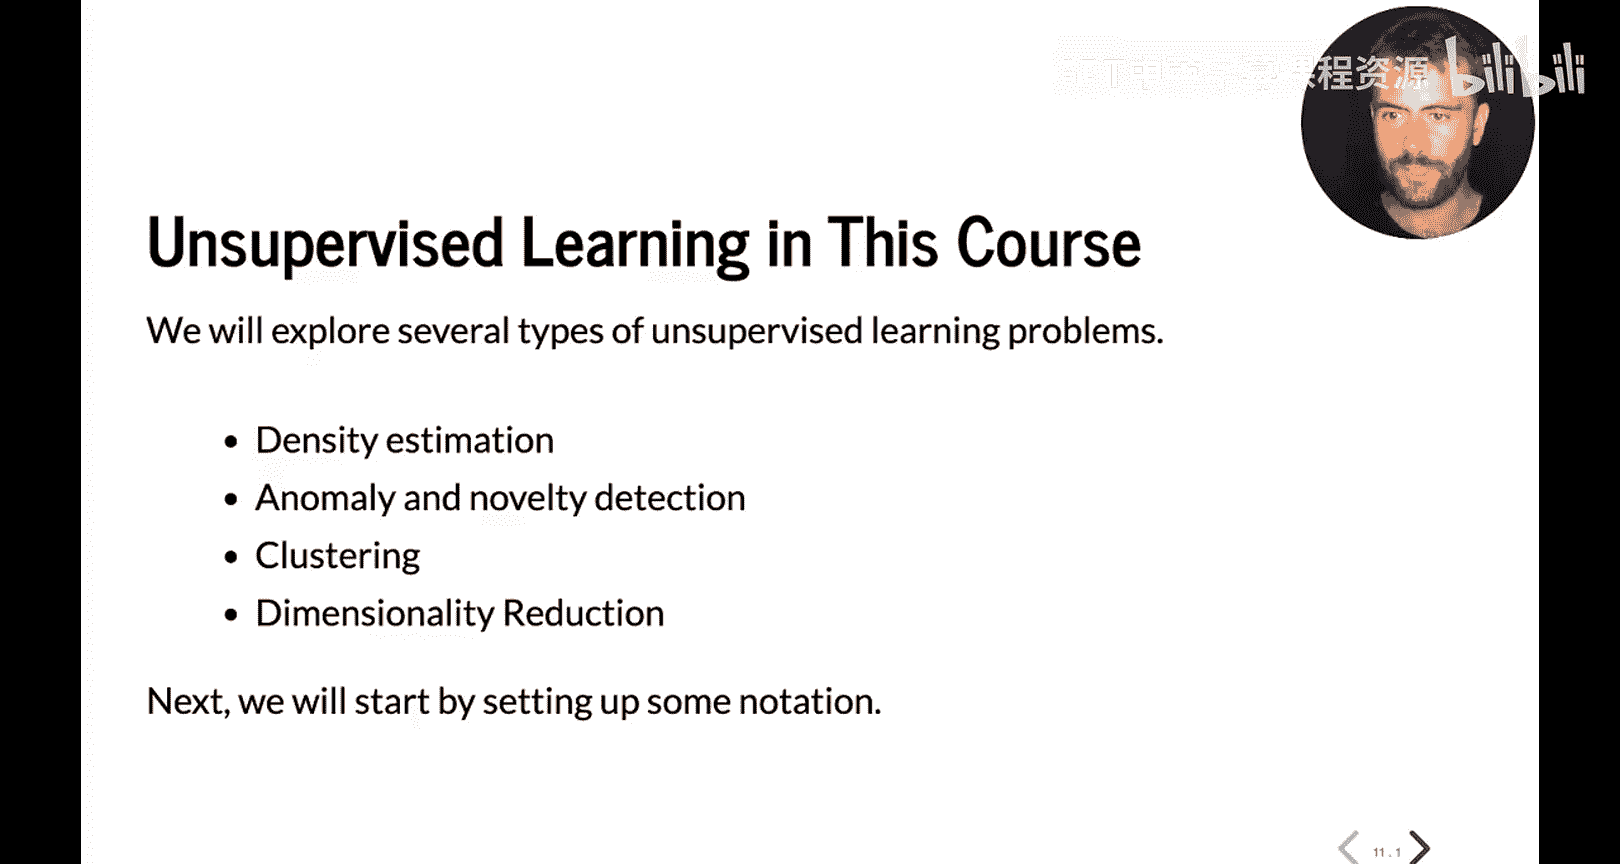 程资源 bilibili
Unsupervised Learning in This Course
We will explore several types of unsupervised learning problems.
• Density estimation
• Anomaly and novelty detection
• Clustering
• Dimensionality Reduction
Next, we will start by setting up some notation.
11.1